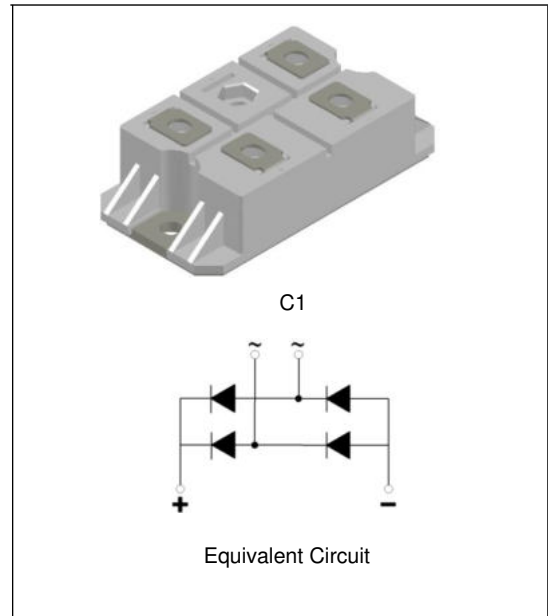 C1
~ ~
+ −
Equivalent Circuit